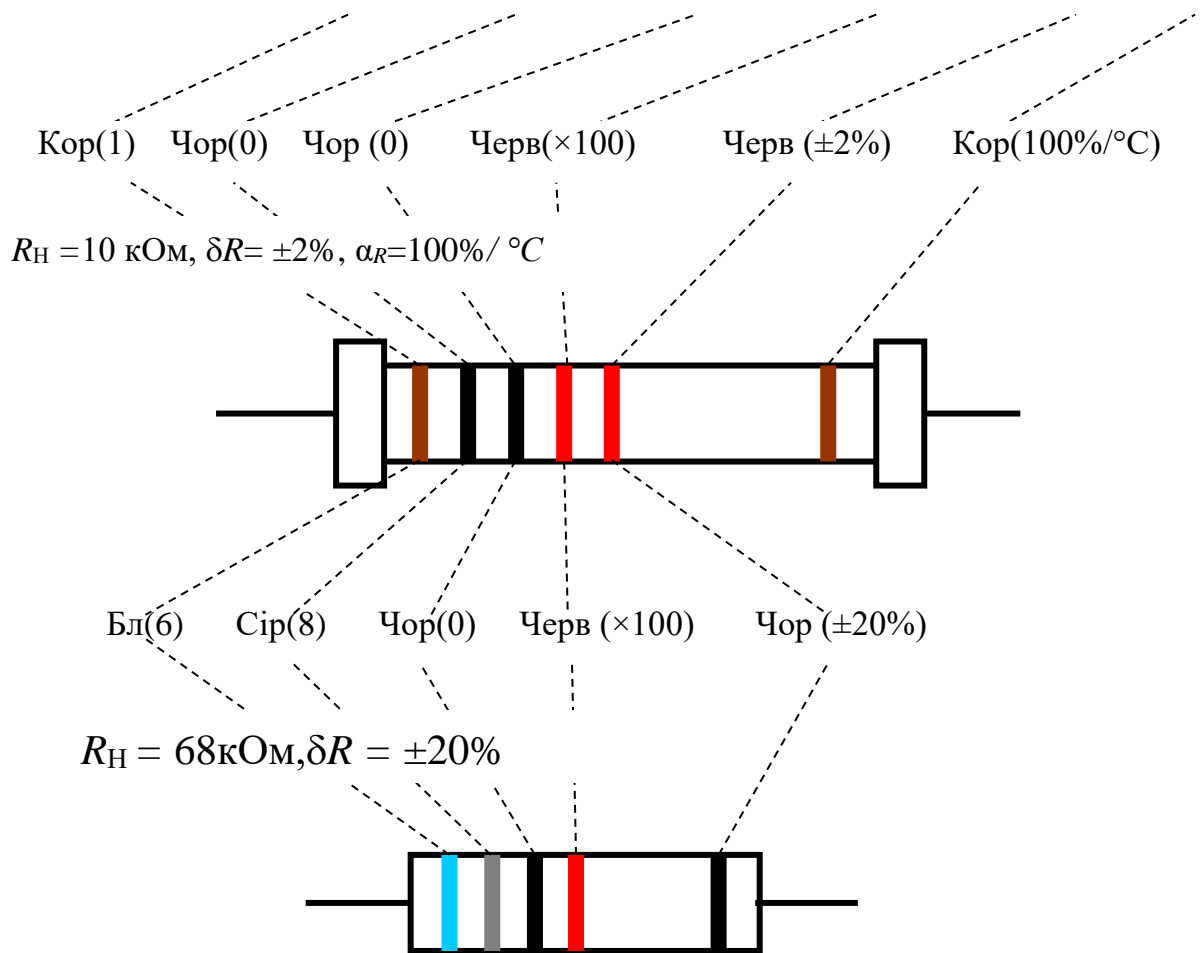 Кор(1) Чор(0) Чор (0) Черв(×100) Черв (±2%) Кор(100%/°C)
RН =10 кОм, δR= ±2%, αR=100%/ °C
Бл(6) Сір(8) Чор(0) Черв (×100) Чор (±20%)
RН = 68кОм,δR = ±20%